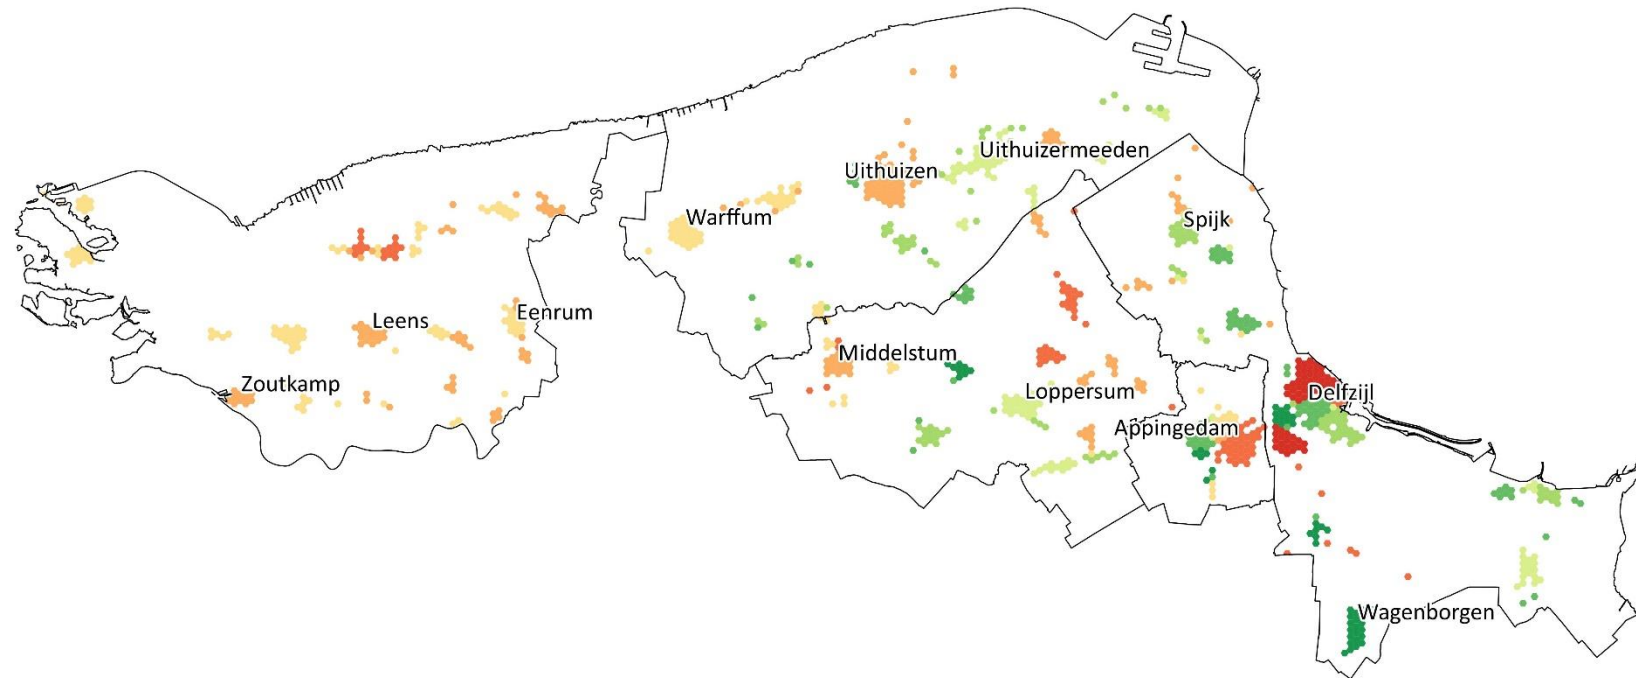 Uithuizermeeden
Uithuizen
Warffum
Spijk
Eenrum
Leens
Middelstum
Zoutkamp
Loppersum
Delfzijl
Appingedam
Wagenborgen